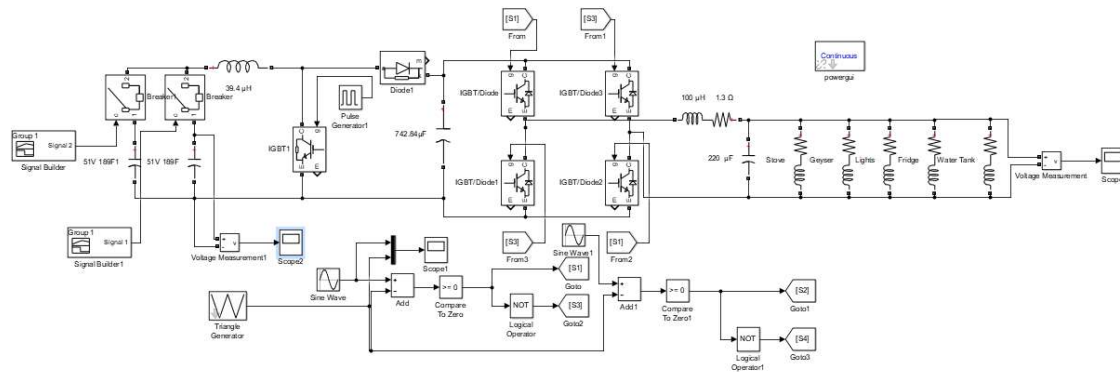 [S1]
From
[S3]
From1
Continuous
powergui
Diode1
39.4 µH
Breaker1
Breaker
Pulse
Generator1
IGBT/Diode
IGBT/Diode3
100 µH
1.3 Ω
742.84µF
Group 1
Signal 2
Signal Builder
51V 169F1
51V 169F
IGBT1
220 µF
Stove
Geyser
Lights
Fridge
Water Tank
Voltage Measurement
Scope
IGBT/Diode1
IGBT/Diode2
Group 1
Signal 1
Signal Builder1
Voltage Measurement1
Scope2
Scope1
[S3]
From3
Sine Wave1
[S1]
From2
Sine Wave
Add
>= 0
Compare
To Zero
[S1]
Goto
NOT
Logical
Operator
[S3]
Goto2
Add1
>= 0
Compare
To Zero1
[S2]
Goto1
NOT
Logical
Operator1
[S4]
Goto3
Triangle
Generator